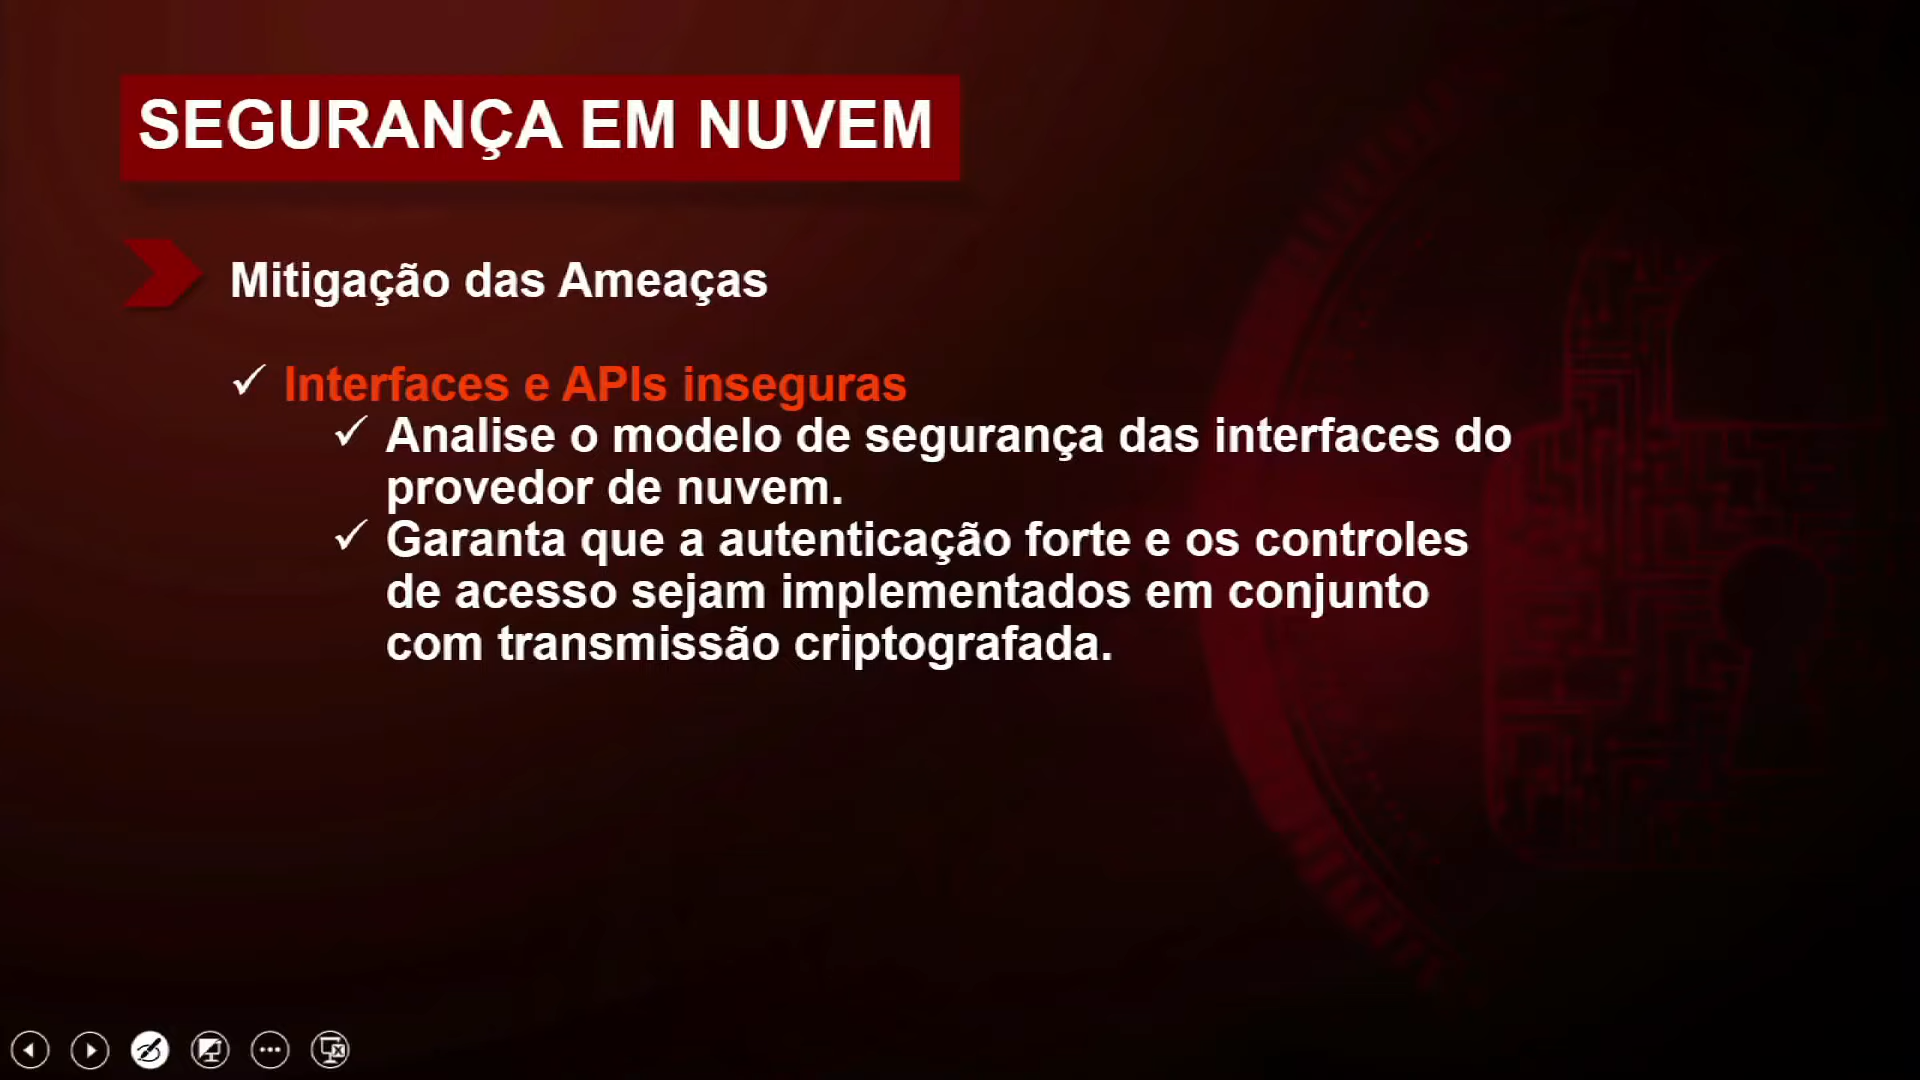 SEGURANÇA EM NUVEM
Mitigação das Ameaças
✓ Interfaces e APIs inseguras
✓ Analise o modelo de segurança das interfaces do
provedor de nuvem.
✓ Garanta que a autenticação forte e os controles
de acesso sejam implementados em conjunto
com transmissão criptografada.